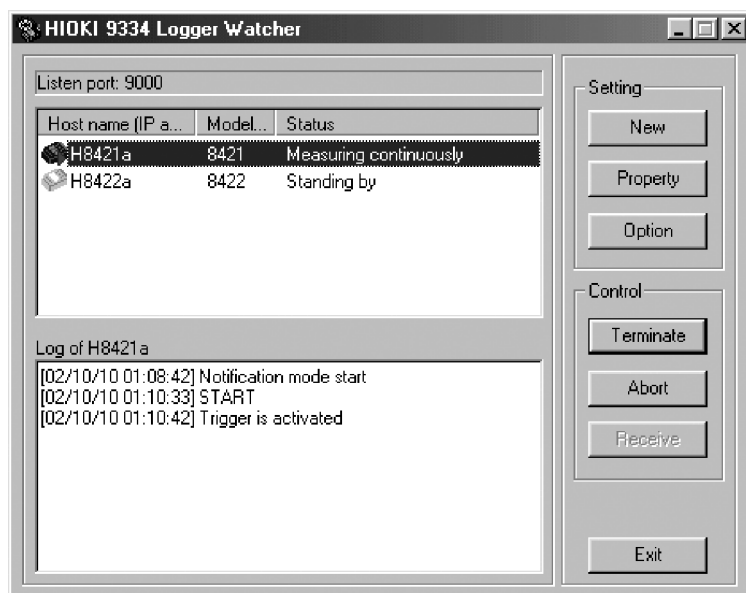 HIOKI 9334 Logger Watcher
Listen port: 9000
Host name (IP a... Model... Status
H8421a 8421 Measuring continuously
H8422a 8422 Standing by
Log of H8421a
[02/10/10 01:08:42] Notification mode start
[02/10/10 01:10:33] START
[02/10/10 01:10:42] Trigger is activated
Setting
New
Property
Option
Control
Terminate
Abort
Receive
Exit